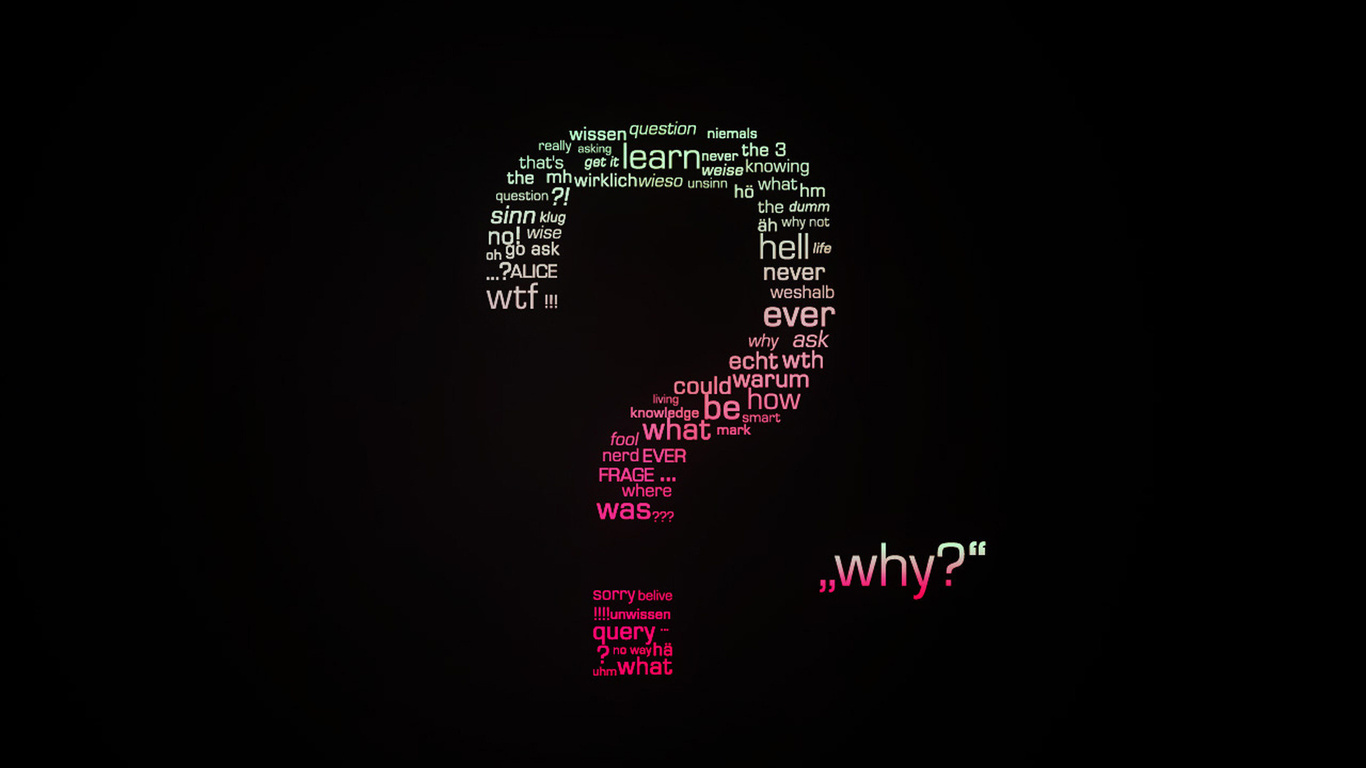 wissen question niemals
really asking get it learn never the 3
that's weise knowing
the mh wirklich wieso unsinn hö what hm
question ?! the dumm
sinn klug äh why not
no! wise hell life
oh go ask
...?ALICE never
wtf !!! weshalb
ever
why ask
echt wth
could warum
living be how
knowledge smart
what mark
fool
nerd EVER
FRAGE ...
where
was???
„why?“
sorry belive
!!!!unwissen
query ...
? no way hä
uhm what